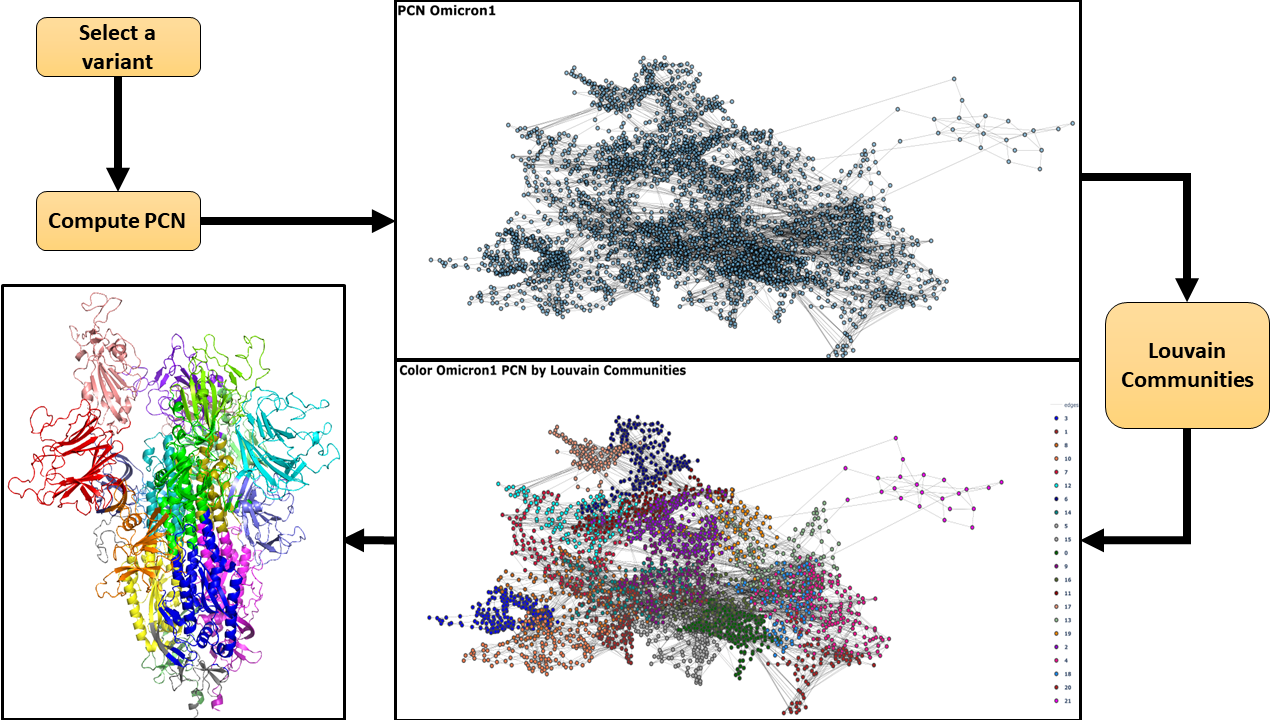 Select a
variant
Compute PCN
PCN Omicron1
Louvain
Communities
Color Omicron1 PCN by Louvain Communities
edges
3
1
8
10
7
12
6
14
5
15
0
9
16
11
17
13
19
2
4
18
20
21